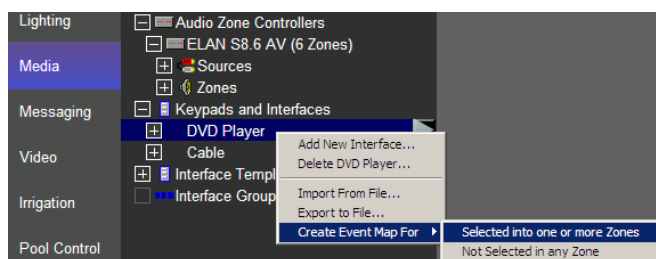 Lighting
Media
Messaging
Video
Irrigation
Pool Control
Audio Zone Controllers
ELAN S8.6 AV (6 Zones)
Sources
Zones
Keypads and Interfaces
DVD Player
Cable
Interface Templ
Interface Group
Add New Interface...
Delete DVD Player...
Import From File...
Export to File...
Create Event Map For
Selected into one or more Zones
Not Selected in any Zone